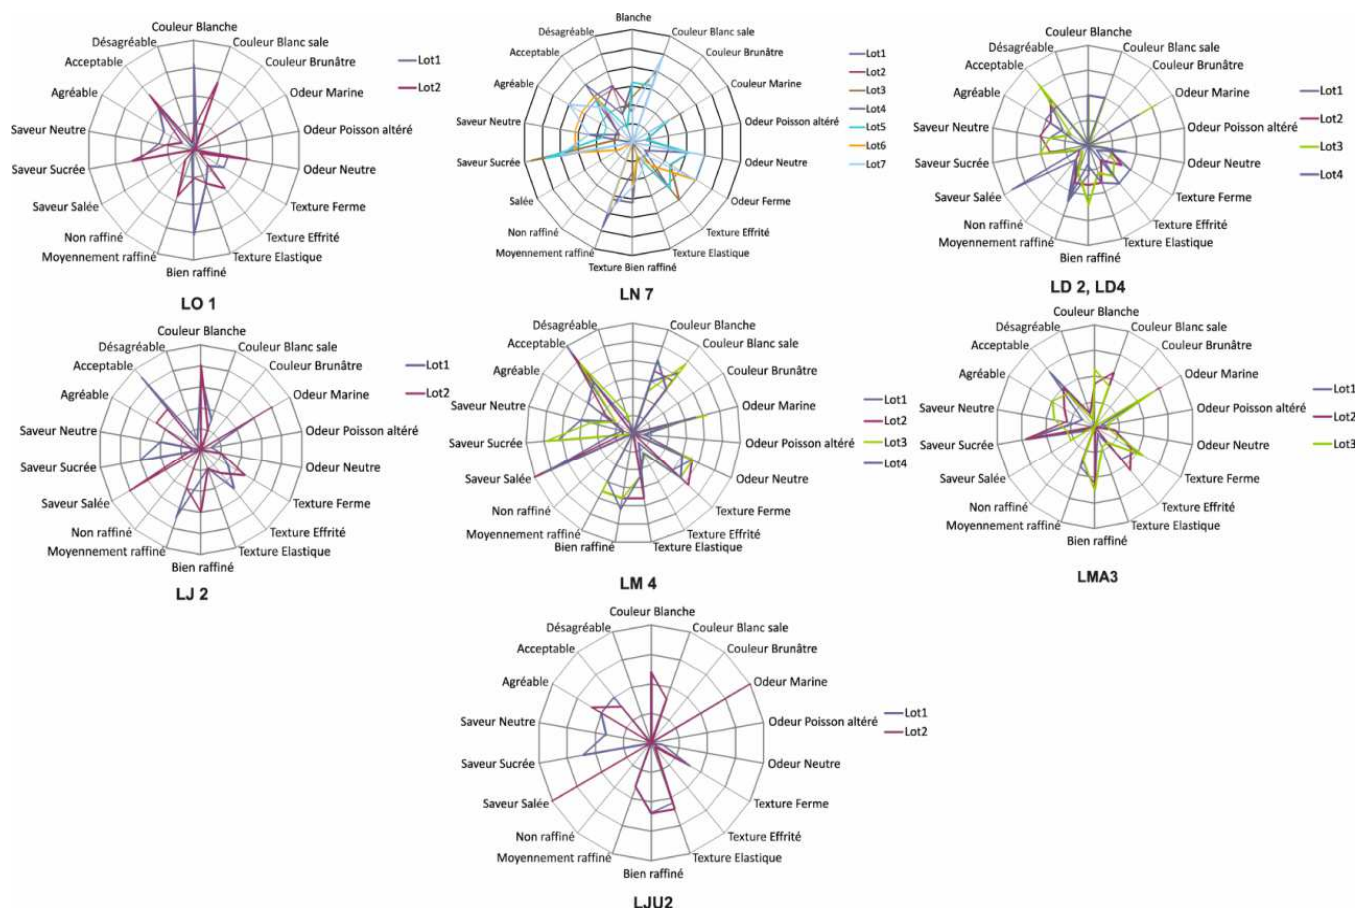 Couleur Blanche
Désagréable
Couleur Blanc sale
Acceptable
Couleur Brunâtre
Agréable
Odeur Marine
Saveur Neutre
Odeur Poisson altéré
Saveur Sucrée
Odeur Neutre
Saveur Salée
Texture Ferme
Non raffiné
Texture Effrité
Moyennement raffiné
Texture Elastique
Bien raffiné
Lot1
Lot2
LO 1
Blanche
Désagréable
Couleur Blanc sale
Acceptable
Couleur Brunâtre
Agréable
Couleur Marine
Saveur Neutre
Odeur Poisson altéré
Saveur Sucrée
Odeur Neutre
Salée
Odeur Ferme
Non raffiné
Texture Effrité
Moyennement raffiné
Texture Elastique
Texture Bien raffiné
Lot1
Lot2
Lot3
Lot4
Lot5
Lot6
Lot7
LN 7
Couleur Blanche
Désagréable
Couleur Blanc sale
Acceptable
Couleur Brunâtre
Agréable
Odeur Marine
Saveur Neutre
Odeur Poisson altéré
Saveur Sucrée
Odeur Neutre
Saveur Salée
Texture Ferme
Non raffiné
Texture Effrité
Moyennement raffiné
Texture Elastique
Bien raffiné
Lot1
Lot2
Lot3
Lot4
LD 2, LD4
Couleur Blanche
Désagréable
Couleur Blanc sale
Acceptable
Couleur Brunâtre
Agréable
Odeur Marine
Saveur Neutre
Odeur Poisson altéré
Saveur Sucrée
Odeur Neutre
Saveur Salée
Texture Ferme
Non raffiné
Texture Effrité
Moyennement raffiné
Texture Elastique
Bien raffiné
Lot1
Lot2
LJ 2
Désagréable
Couleur Blanche
Acceptable
Couleur Blanc sale
Agréable
Couleur Brunâtre
Saveur Neutre
Odeur Marine
Saveur Sucrée
Odeur Poisson altéré
Saveur Salée
Odeur Neutre
Non raffiné
Texture Ferme
Moyennement raffiné
Texture Effrité
Bien raffiné
Texture Elastique
Lot1
Lot2
Lot3
Lot4
LM 4
Couleur Blanche
Désagréable
Couleur Blanc sale
Acceptable
Couleur Brunâtre
Agréable
Odeur Marine
Saveur Neutre
Odeur Poisson altéré
Saveur Sucrée
Odeur Neutre
Saveur Salée
Texture Ferme
Non raffiné
Texture Effrité
Moyennement raffiné
Texture Elastique
Bien raffiné
Lot1
Lot2
Lot3
LMA3
Couleur Blanche
Désagréable
Couleur Blanc sale
Acceptable
Couleur Brunâtre
Agréable
Odeur Marine
Saveur Neutre
Odeur Poisson altéré
Saveur Sucrée
Odeur Neutre
Saveur Salée
Texture Ferme
Non raffiné
Texture Effrité
Moyennement raffiné
Texture Elastique
Bien raffiné
Lot1
Lot2
LJU2